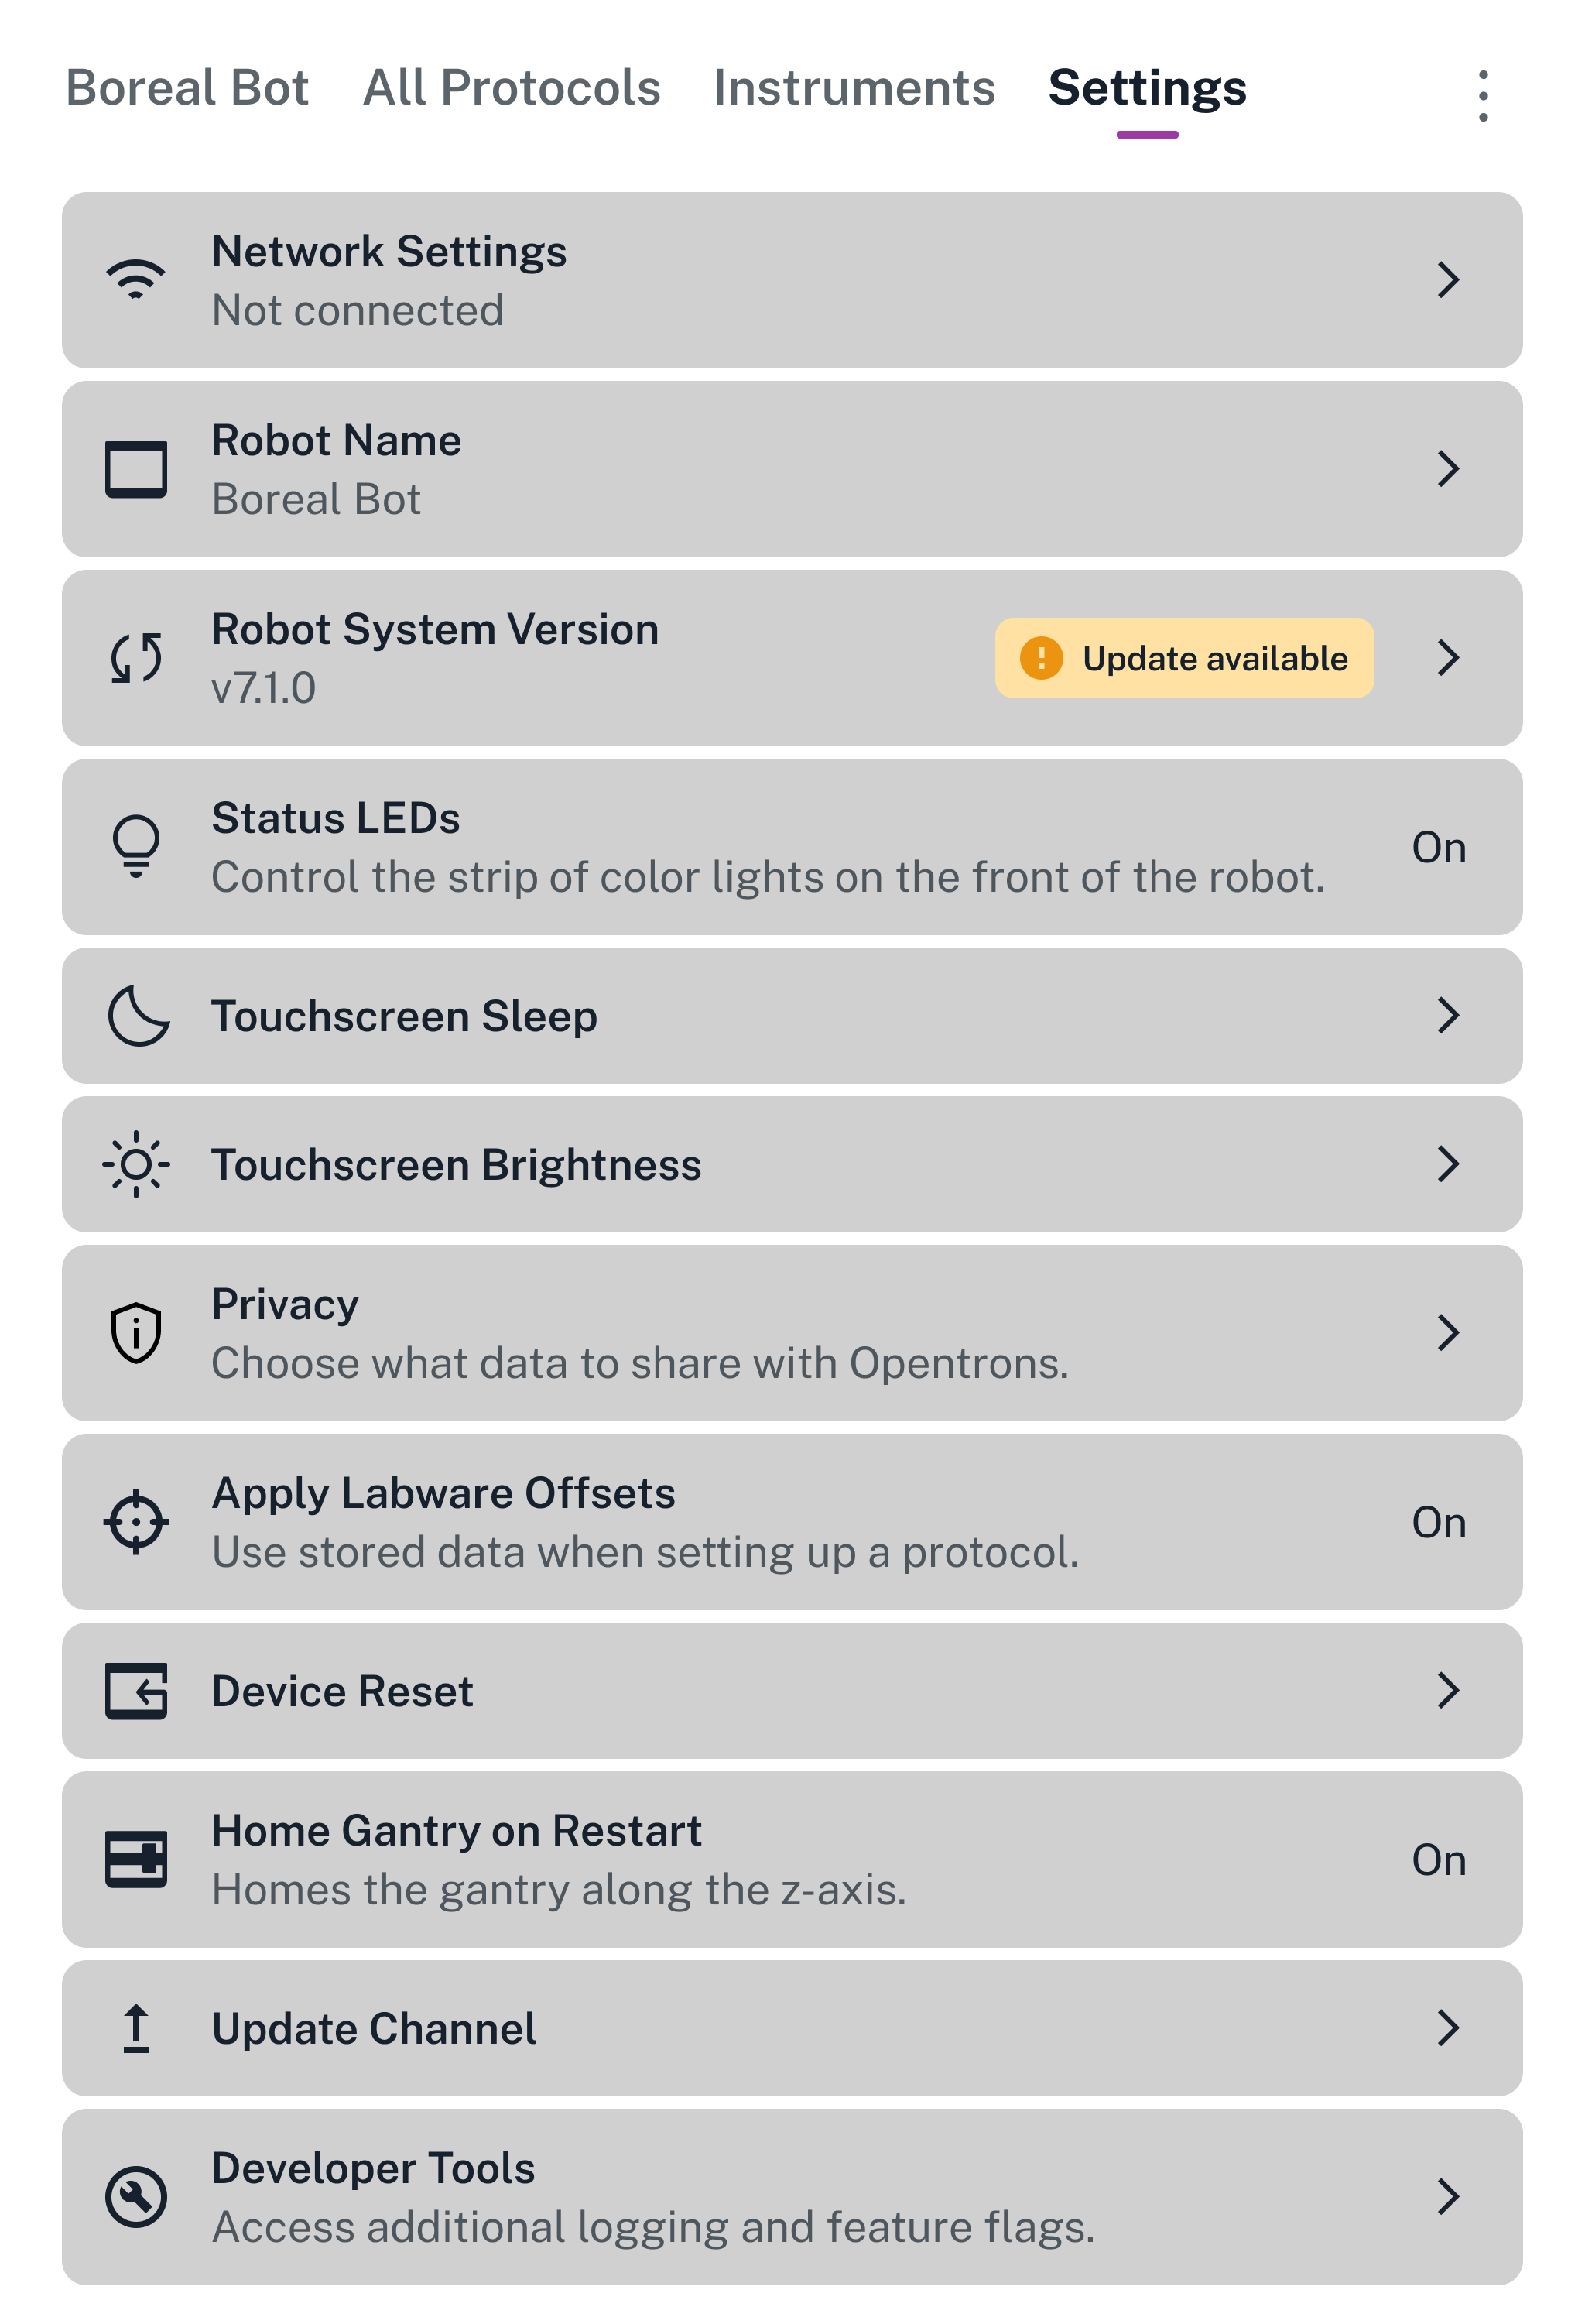 Boreal Bot All Protocols Instruments Settings
Network Settings
Not connected
Robot Name
Boreal Bot
Robot System Version
v7.1.0
Update available
Status LEDs
Control the strip of color lights on the front of the robot.
On
Touchscreen Sleep
Touchscreen Brightness
Privacy
Choose what data to share with Opentrons.
Apply Labware Offsets
Use stored data when setting up a protocol.
On
Device Reset
Home Gantry on Restart
Homes the gantry along the z-axis.
On
Update Channel
Developer Tools
Access additional logging and feature flags.